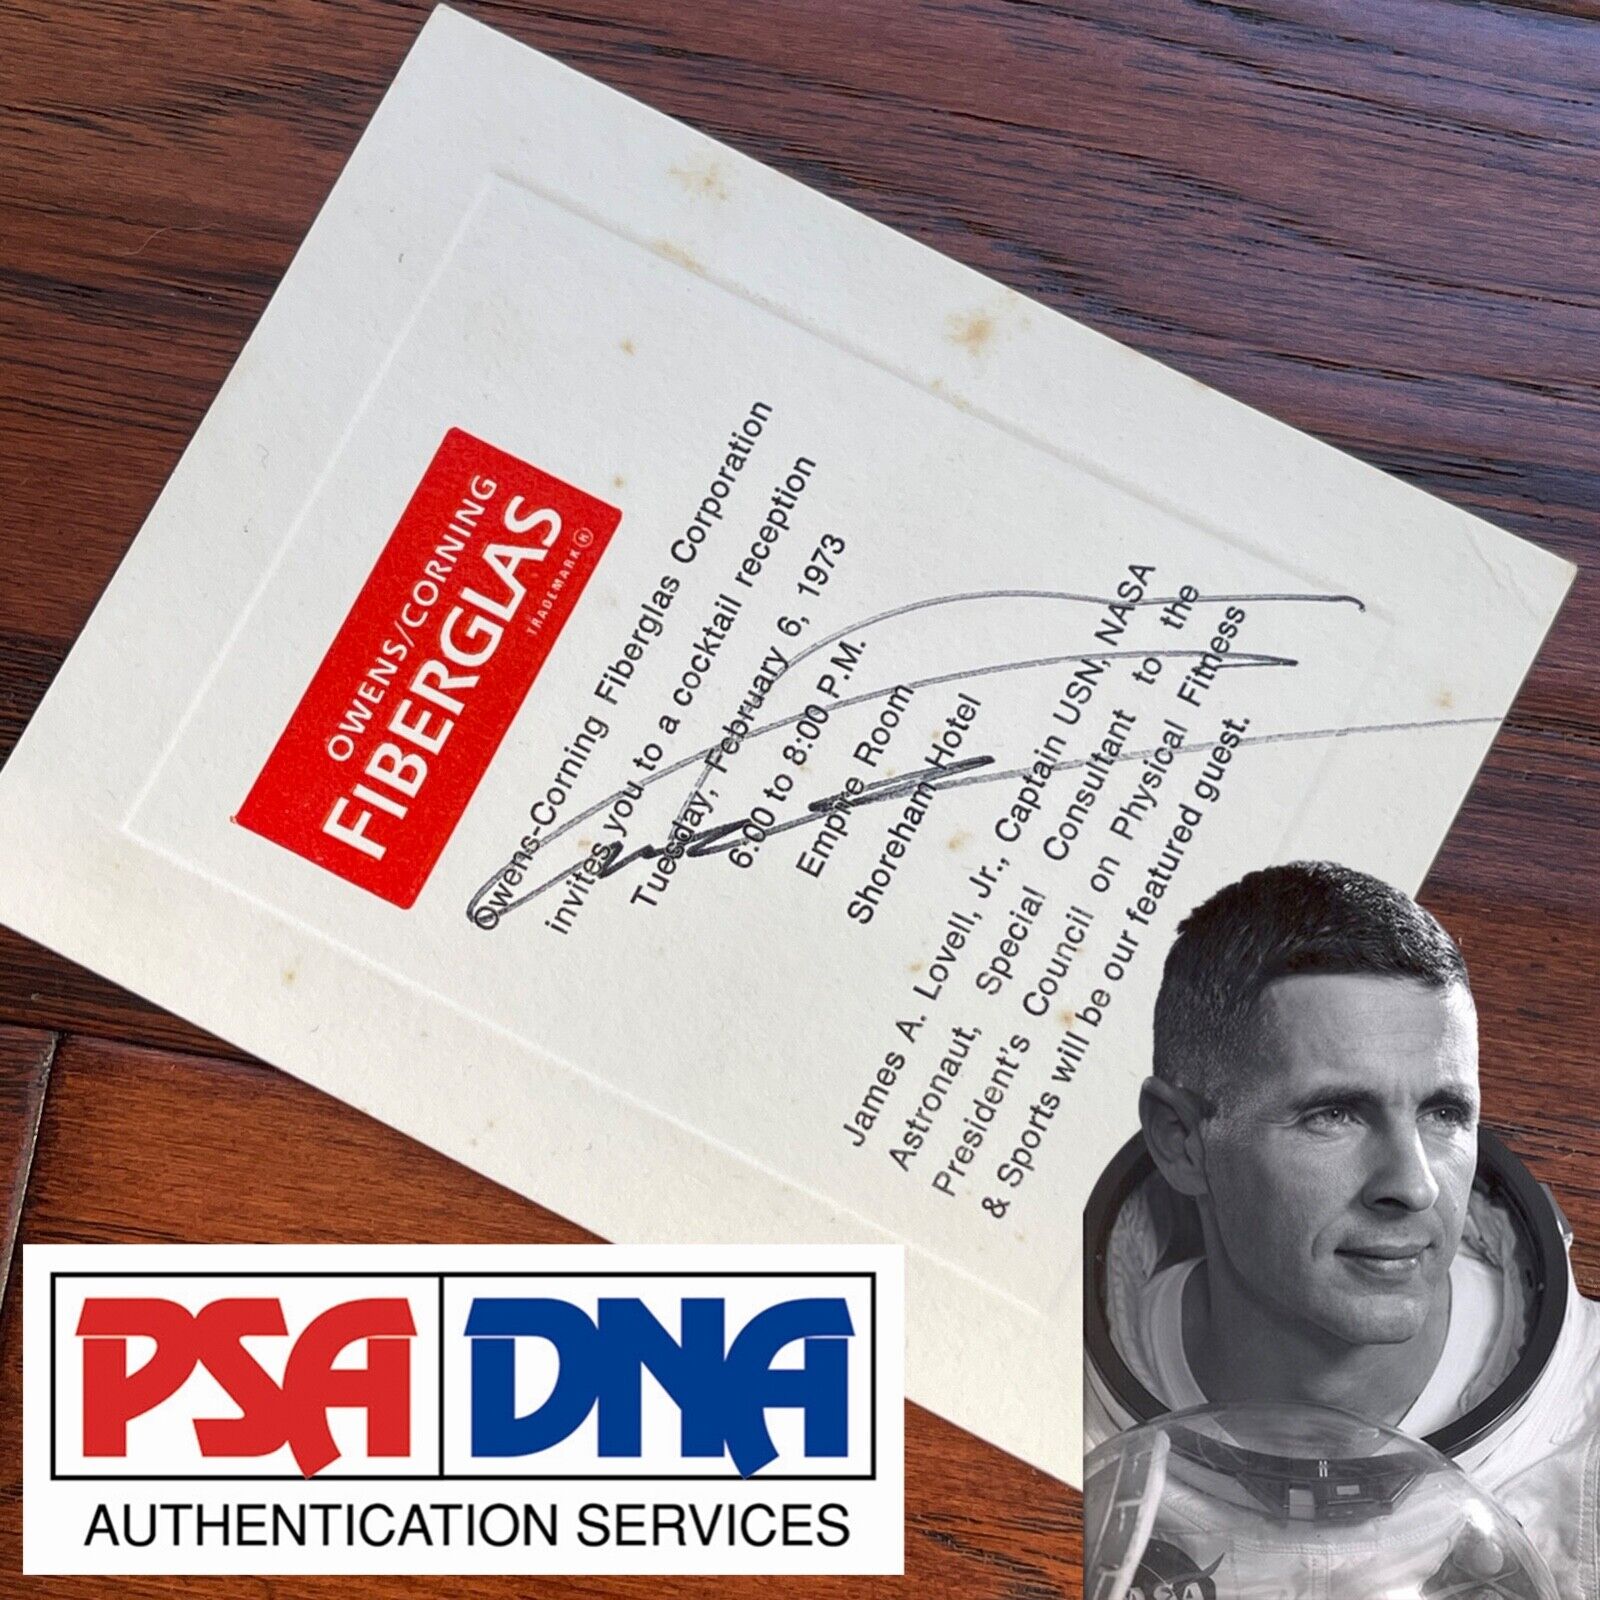 OWENS/CORNING
FIBERGLAS
TRADEMARK ®
Owens-Corning Fiberglas Corporation
invites you to a cocktail reception
Tuesday, February 6, 1973
6:00 to 8:00 P.M.
Empire Room
Shoreham Hotel
James A. Lovell, Jr., Captain USN, NASA
Astronaut, Special Consultant to the
President's Council on Physical Fitness
& Sports will be our featured guest.
PSA DNA
AUTHENTICATION SERVICES